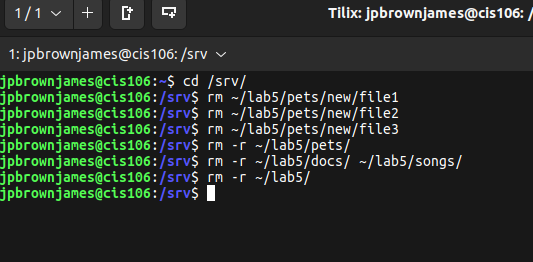 1 / 1
Tilix: jpbrownjames@cis106: /
1: jpbrownjames@cis106: /srv
jpbrownjames@cis106:~$ cd /srv/
jpbrownjames@cis106:/srv$ rm ~/lab5/pets/new/file1
jpbrownjames@cis106:/srv$ rm ~/lab5/pets/new/file2
jpbrownjames@cis106:/srv$ rm ~/lab5/pets/new/file3
jpbrownjames@cis106:/srv$ rm -r ~/lab5/pets/
jpbrownjames@cis106:/srv$ rm -r ~/lab5/docs/ ~/lab5/songs/
jpbrownjames@cis106:/srv$ rm -r ~/lab5/
jpbrownjames@cis106:/srv$